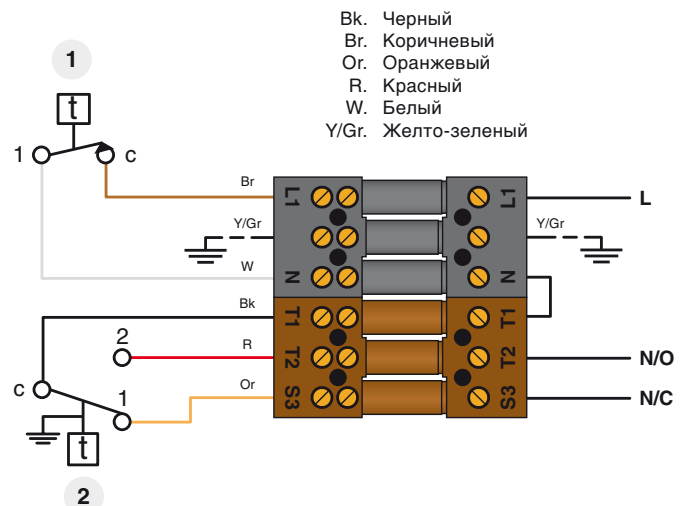 Bk. Черный
Br. Коричневый
Or. Оранжевый
R. Красный
W. Белый
Y/Gr. Желто-зеленый
1
t
1
c
Br
L1
L1
L
Y/Gr
Y/Gr
W
N
N
Bk
T1
T1
2
R
T2
T2
N/O
c
1
Or
S3
S3
N/C
t
2